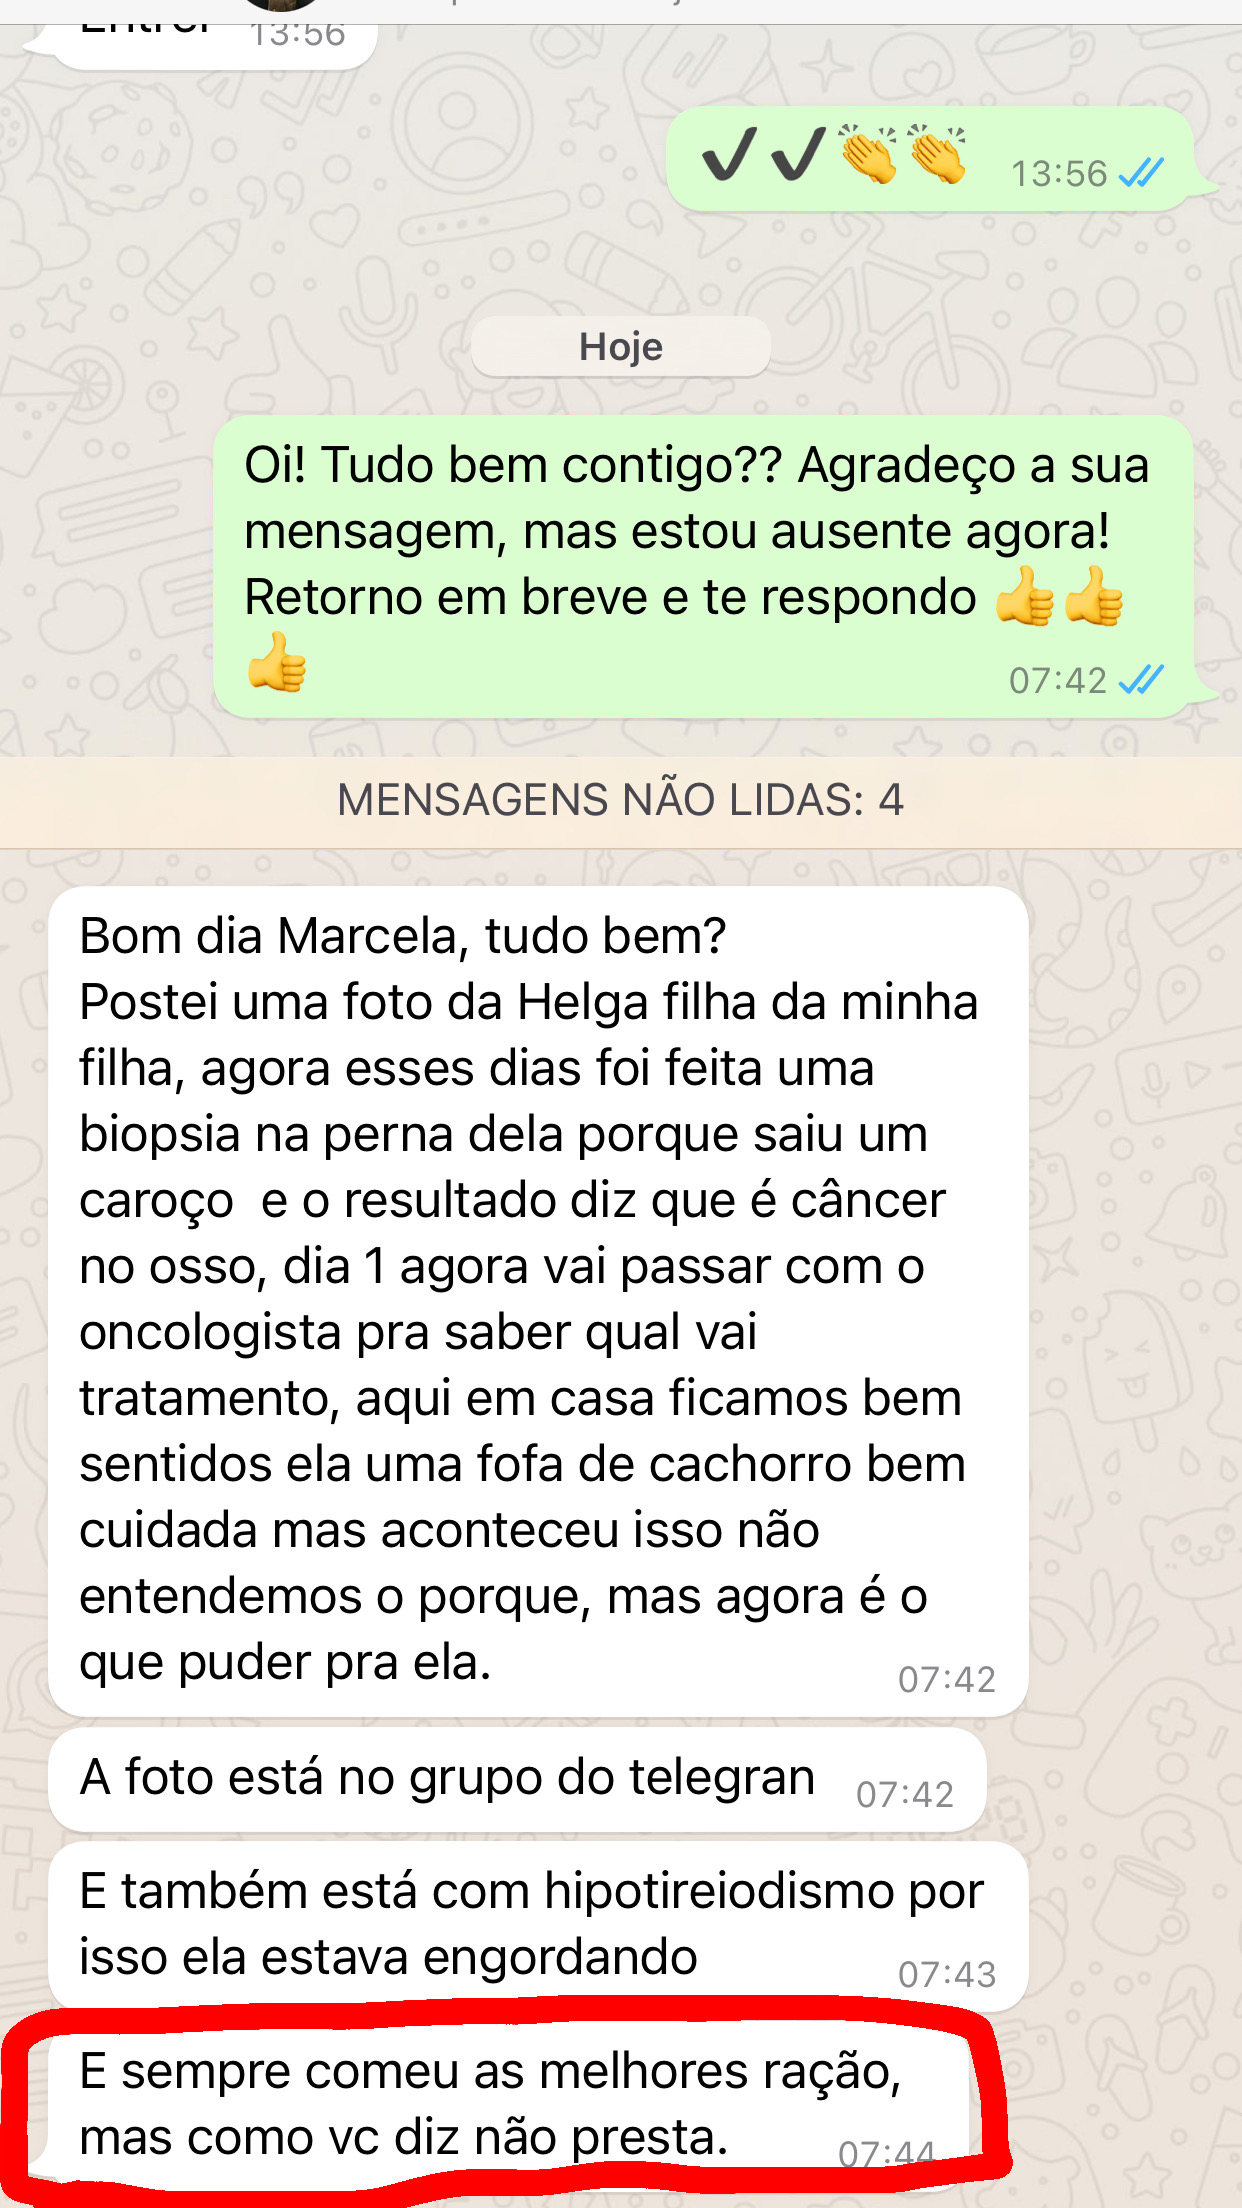 13:56
✔✔👏👏 13:56
Hoje
Oi! Tudo bem contigo?? Agradeço a sua
mensagem, mas estou ausente agora!
Retorno em breve e te respondo 👍👍
👍 07:42
MENSAGENS NÃO LIDAS: 4
Bom dia Marcela, tudo bem?
Postei uma foto da Helga filha da minha
filha, agora esses dias foi feita uma
biopsia na perna dela porque saiu um
caroço  e o resultado diz que é câncer
no osso, dia 1 agora vai passar com o
oncologista pra saber qual vai
tratamento, aqui em casa ficamos bem
sentidos ela uma fofa de cachorro bem
cuidada mas aconteceu isso não
entendemos o porque, mas agora é o
que puder pra ela. 07:42
A foto está no grupo do telegran 07:42
E também está com hipotireiodismo por
isso ela estava engordando 07:43
E sempre comeu as melhores ração,
mas como vc diz não presta. 07:44